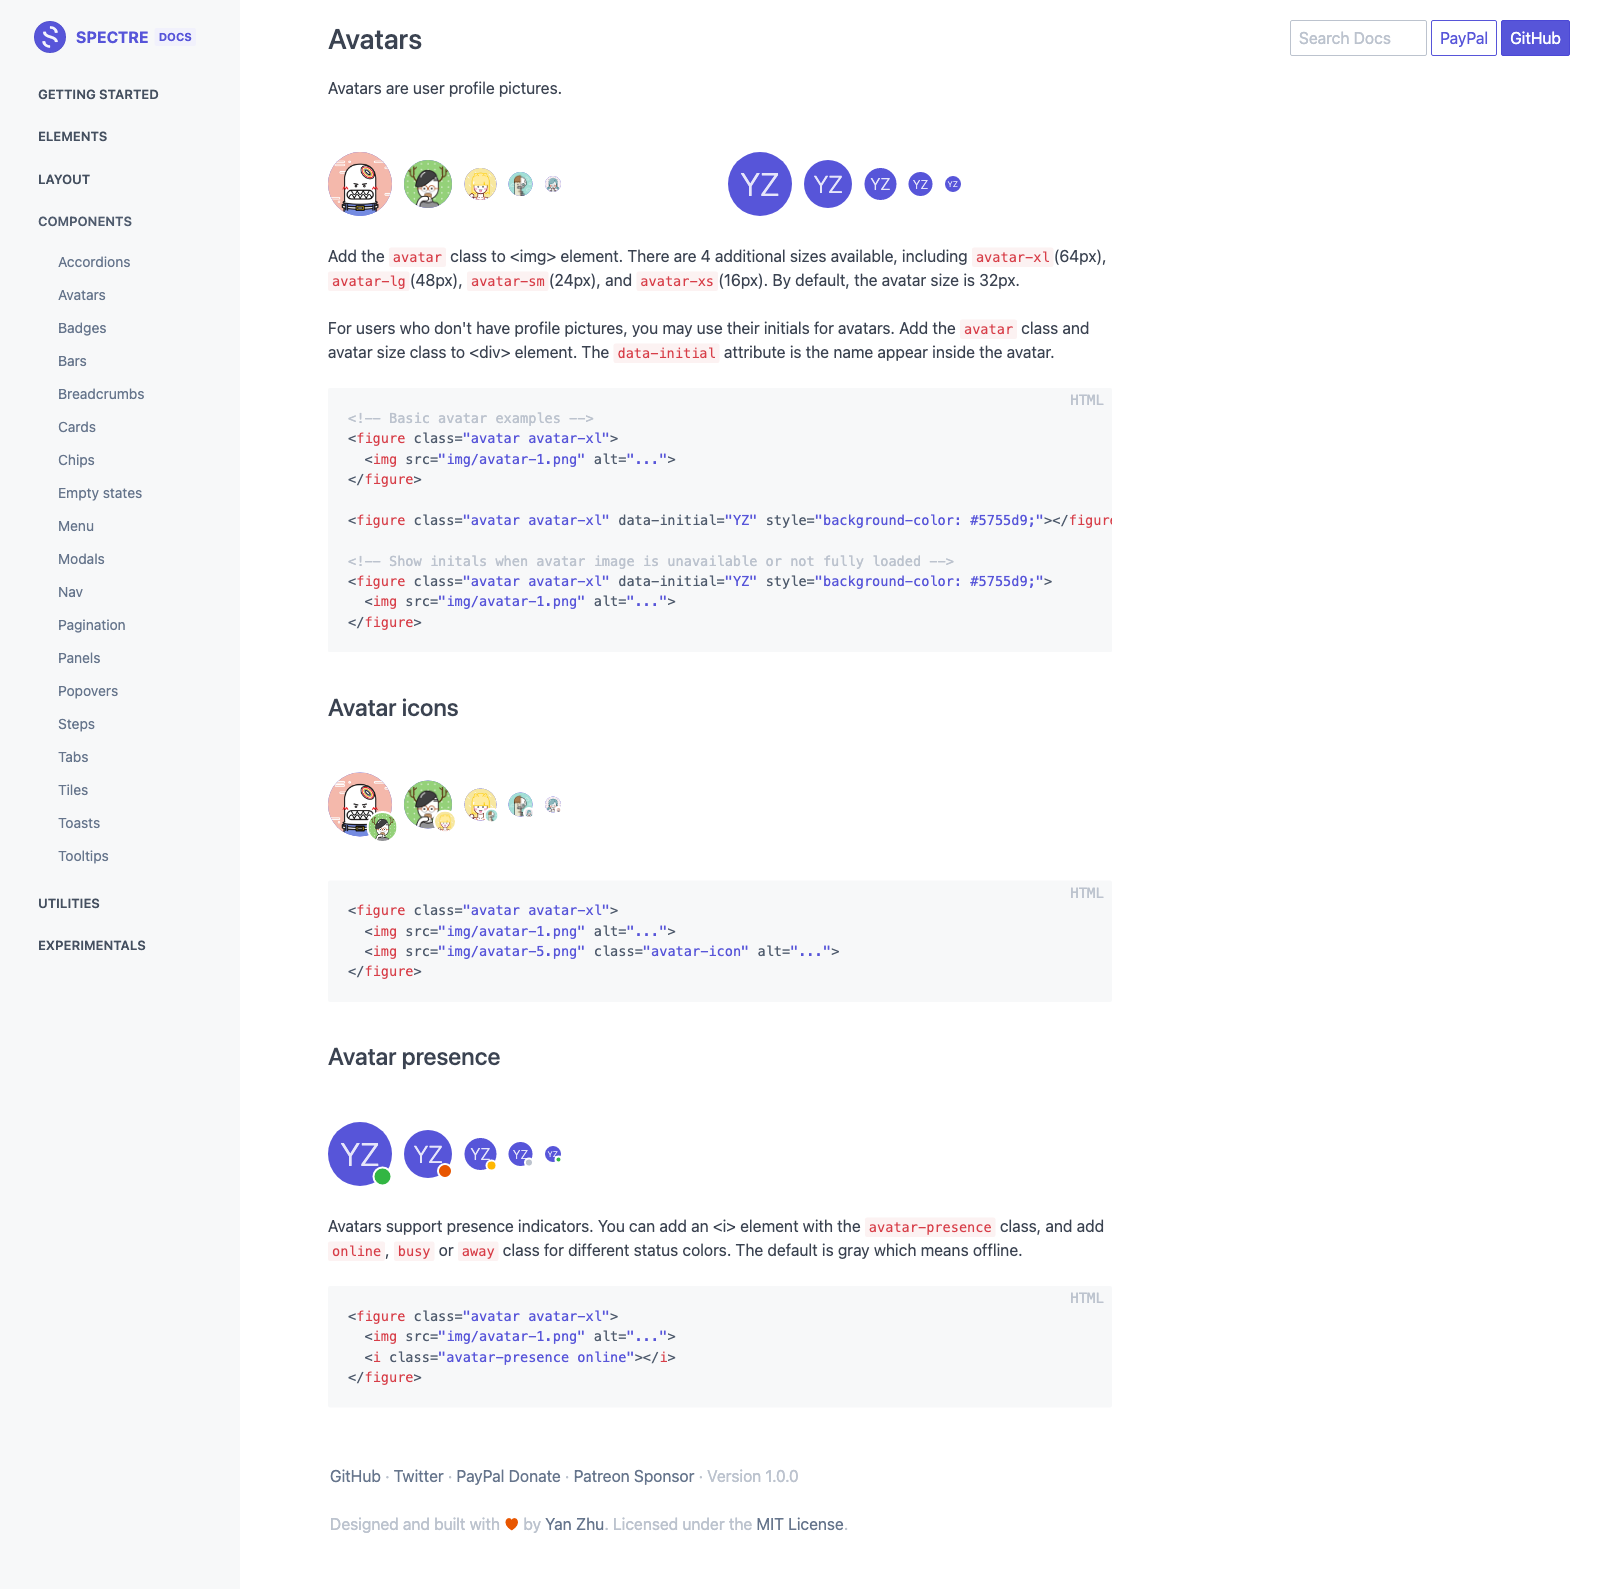 SPECTRE DOCS
GETTING STARTED
ELEMENTS
LAYOUT
COMPONENTS
Accordions
Avatars
Badges
Bars
Breadcrumbs
Cards
Chips
Empty states
Menu
Modals
Nav
Pagination
Panels
Popovers
Steps
Tabs
Tiles
Toasts
Tooltips
UTILITIES
EXPERIMENTALS
Search Docs PayPal GitHub
Avatars
Avatars are user profile pictures.
YZ YZ YZ YZ YZ
Add the avatar class to <img> element. There are 4 additional sizes available, including avatar-xl (64px),
avatar-lg (48px), avatar-sm (24px), and avatar-xs (16px). By default, the avatar size is 32px.
For users who don't have profile pictures, you may use their initials for avatars. Add the avatar class and
avatar size class to <div> element. The data-initial attribute is the name appear inside the avatar.
HTML
<!-- Basic avatar examples -->
<figure class="avatar avatar-xl">
  <img src="img/avatar-1.png" alt="...">
</figure>
<figure class="avatar avatar-xl" data-initial="YZ" style="background-color: #5755d9;"></figure
<!-- Show initals when avatar image is unavailable or not fully loaded -->
<figure class="avatar avatar-xl" data-initial="YZ" style="background-color: #5755d9;">
  <img src="img/avatar-1.png" alt="...">
</figure>
Avatar icons
HTML
<figure class="avatar avatar-xl">
  <img src="img/avatar-1.png" alt="...">
  <img src="img/avatar-5.png" class="avatar-icon" alt="...">
</figure>
Avatar presence
YZ YZ YZ YZ YZ
Avatars support presence indicators. You can add an <i> element with the avatar-presence class, and add
online, busy or away class for different status colors. The default is gray which means offline.
HTML
<figure class="avatar avatar-xl">
  <img src="img/avatar-1.png" alt="...">
  <i class="avatar-presence online"></i>
</figure>
GitHub · Twitter · PayPal Donate · Patreon Sponsor · Version 1.0.0
Designed and built with ♥ by Yan Zhu. Licensed under the MIT License.